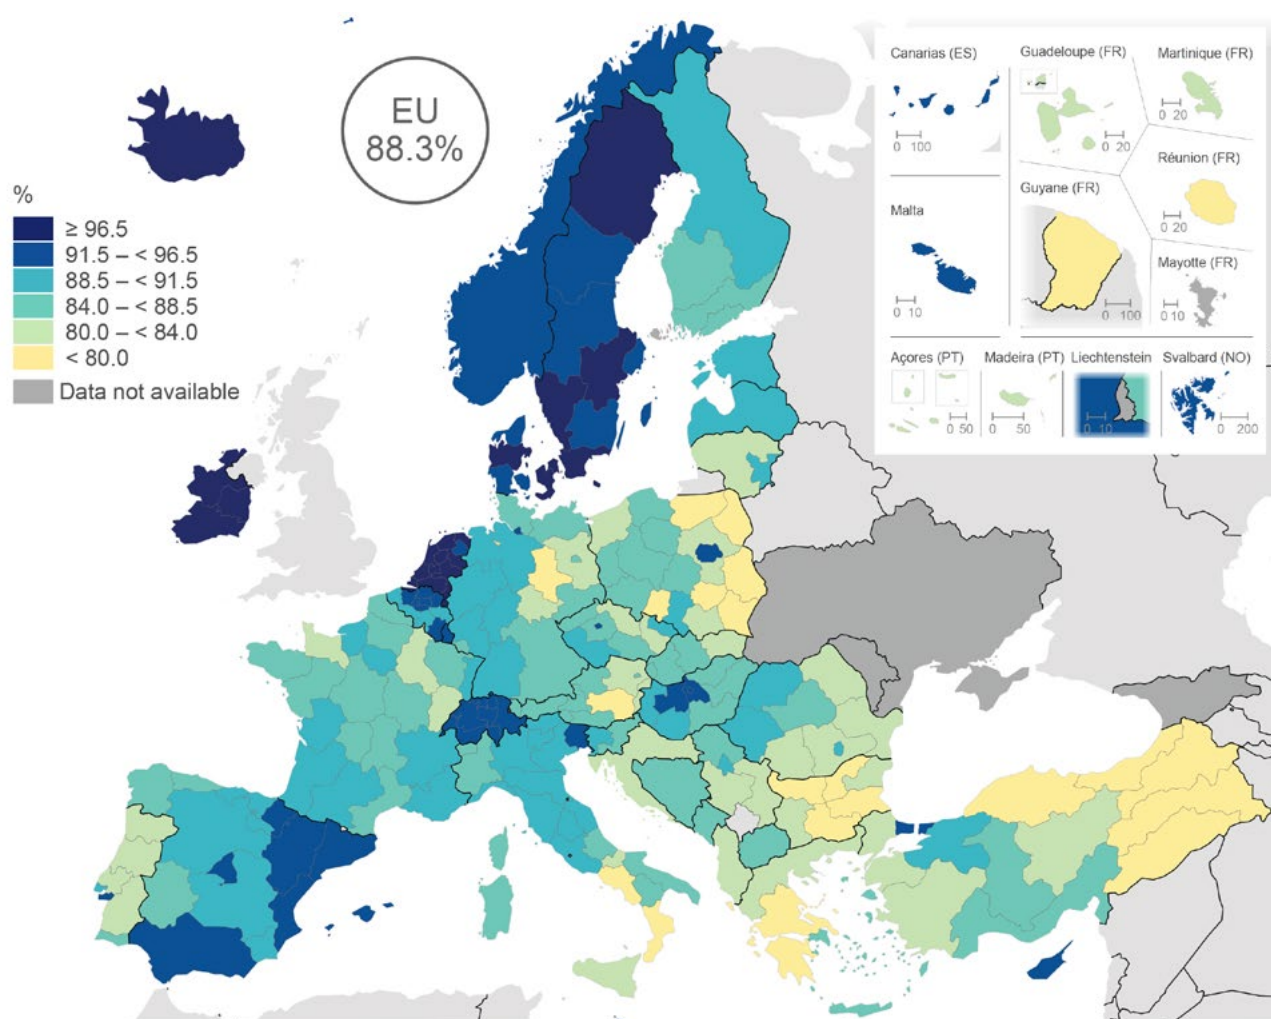 EU
88.3%
%
≥ 96.5
91.5 – < 96.5
88.5 – < 91.5
84.0 – < 88.5
80.0 – < 84.0
< 80.0
Data not available
Canarias (ES)
0 100
Guadeloupe (FR)
0 20
Martinique (FR)
0 20
Malta
0 10
Guyane (FR)
0 100
Réunion (FR)
0 20
Mayotte (FR)
0 10
Açores (PT)
0 50
Madeira (PT)
0 50
Liechtenstein
0 10
Svalbard (NO)
0 200